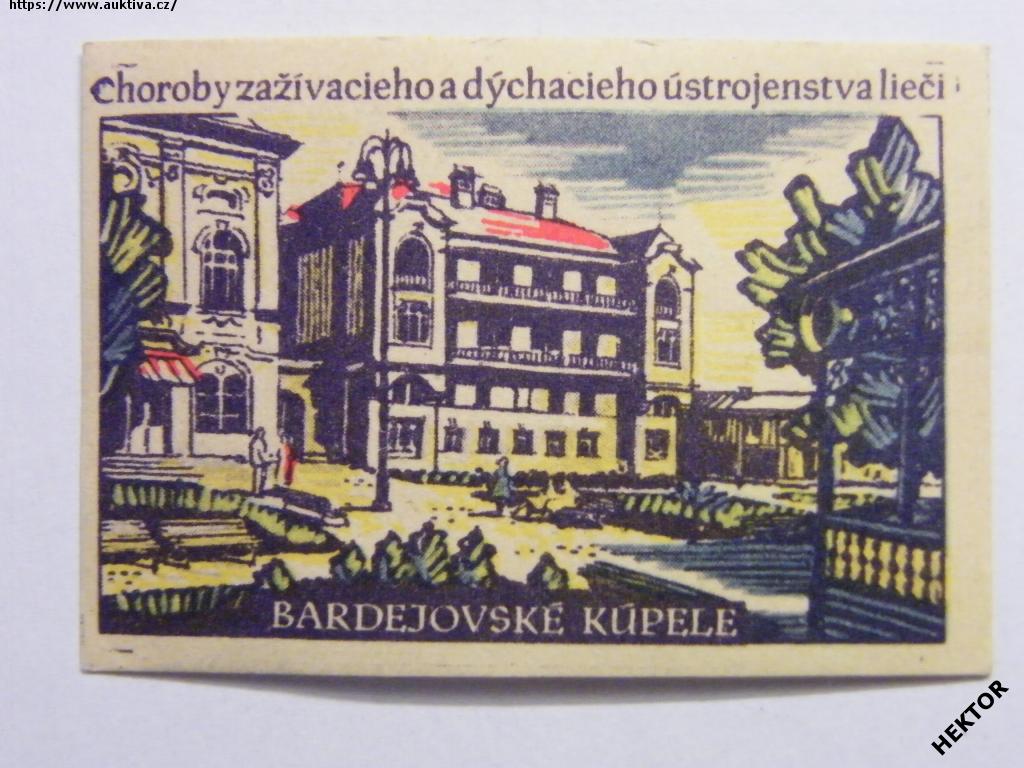 https://www.auktiva.cz/
Choroby zažívacieho a dýchacieho ústrojenstva lieči
BARDEJOVSKÉ KÚPELE
HEKTOR